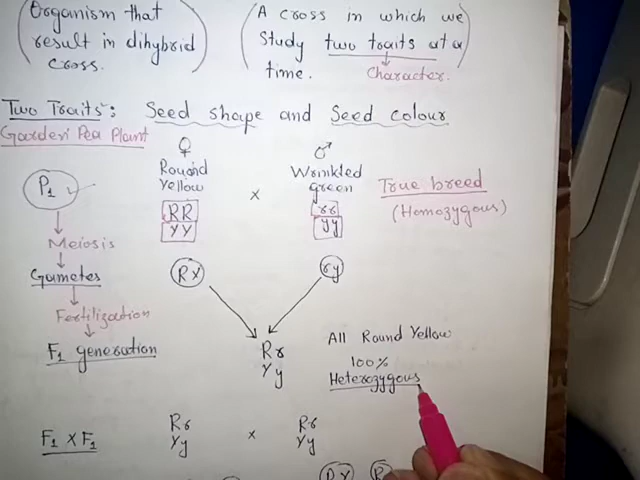 Organism that
result in dihybrid
cross.
A cross in which we
study two traits at a
time.
Character.
Two Traits: Seed shape and Seed colour
Garden Pea Plant
♀ ♂
Round
Yellow
x
Wrinkled
green
P1
True breed
(Homozygous)
RR
YY
rr
yy
Meiosis
Gametes
RY
ry
Fertilization
F1 generation
Rr
Yy
All Round Yellow
100%
Heterozygous
F1 x F1
Rr
Yy
x
Rr
Yy
RY